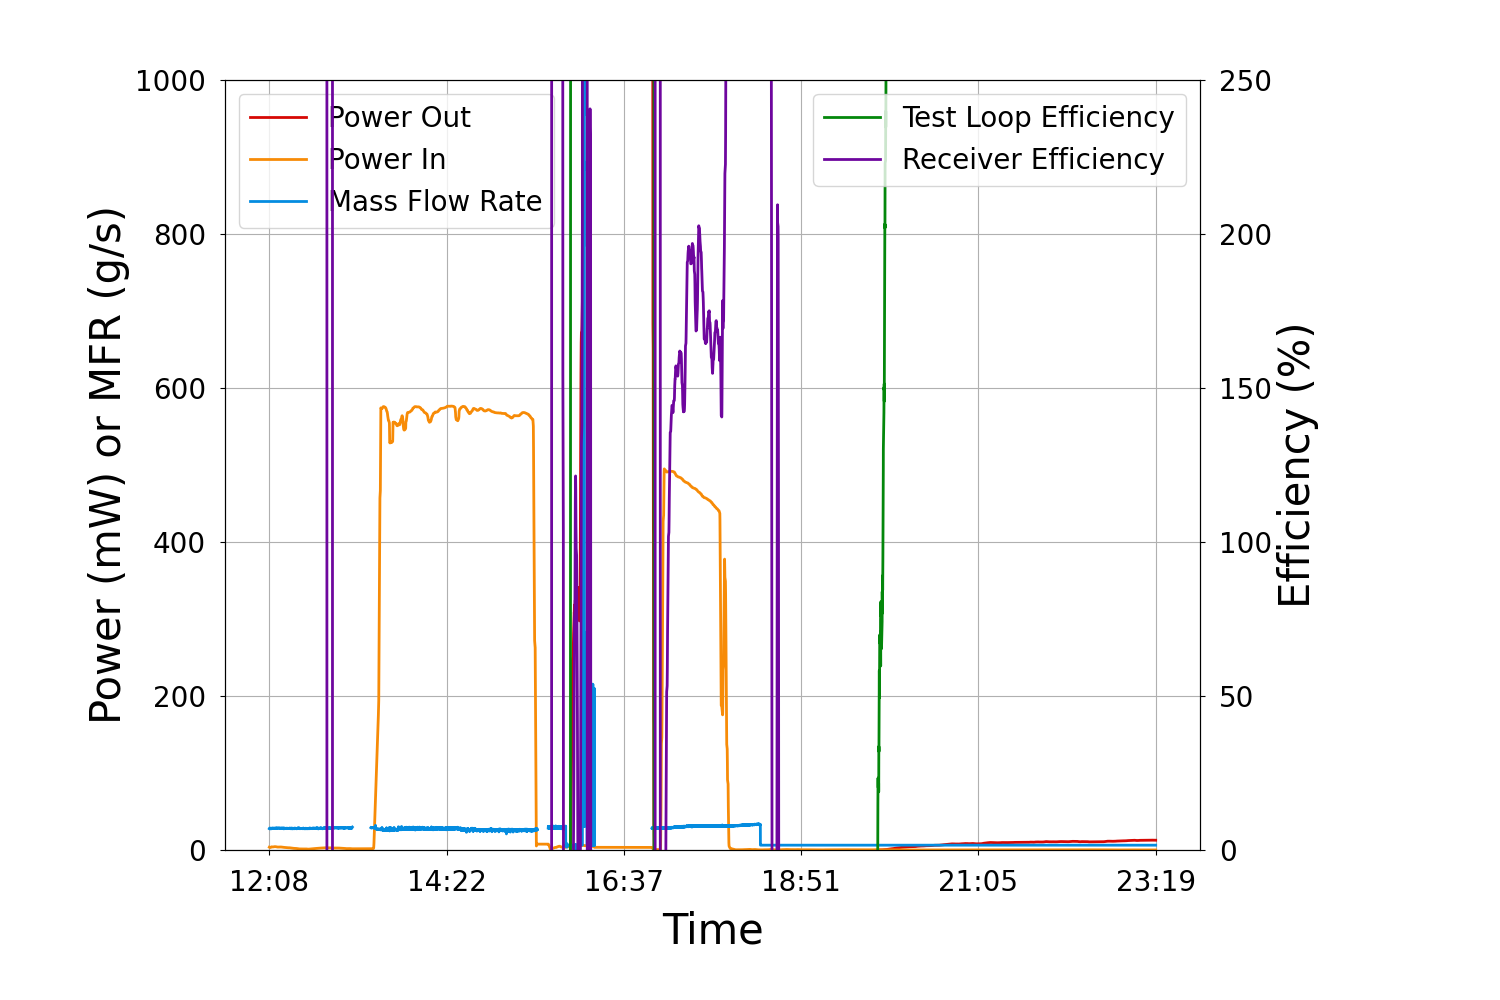 1000
800
600
400
200
0
Power (mW) or MFR (g/s)
Power Out
Power In
Mass Flow Rate
Test Loop Efficiency
Receiver Efficiency
250
200
150
100
50
0
Efficiency (%)
12:08 14:22 16:37 18:51 21:05 23:19
Time